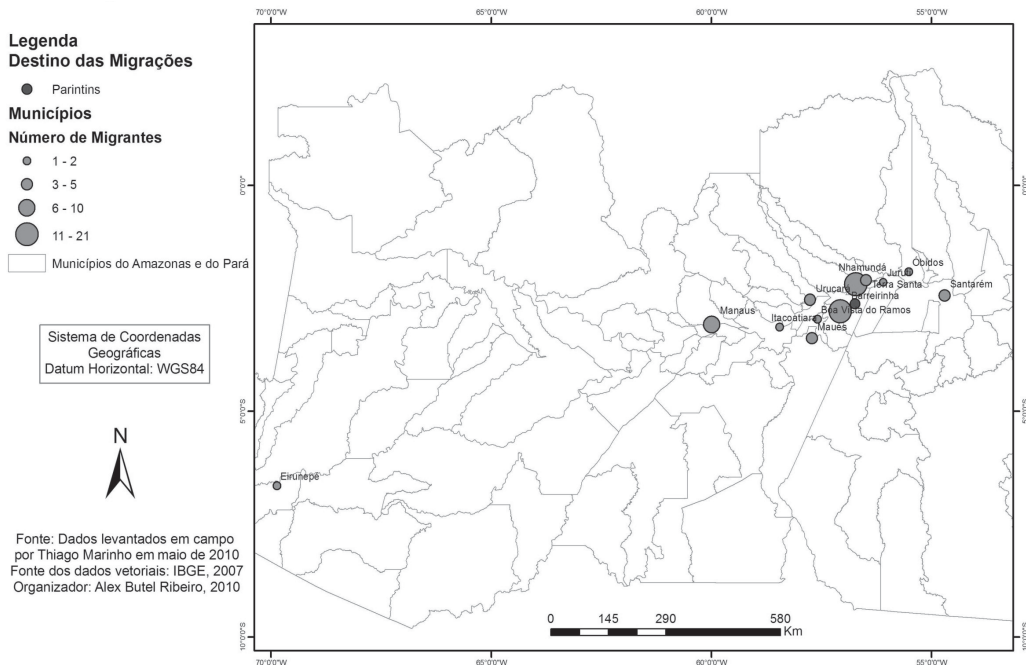 70°0'0"W
65°0'0"W
60°0'0"W
55°0'0"W
Legenda
Destino das Migrações
Parintins
Municípios
Número de Migrantes
1 - 2
3 - 5
6 - 10
11 - 21
Municípios do Amazonas e do Pará
Sistema de Coordenadas
Geográficas
Datum Horizontal: WGS84
N
Fonte: Dados levantados em campo
por Thiago Marinho em maio de 2010
Fonte dos dados vetoriais: IBGE, 2007
Organizador: Alex Butel Ribeiro, 2010
0°0'0"
0°0'0"
Óbidos
Nhamundá
Juruti
Terra Santa
Santarém
Barreirinha
Urucará
Manaus
Itacoatiara
Boa Vista do Ramos
Maués
5°0'0"S
5°0'0"S
Eirunepé
0 145 290 580
Km
10°0'0"S
10°0'0"S
70°0'0"W
65°0'0"W
60°0'0"W
55°0'0"W